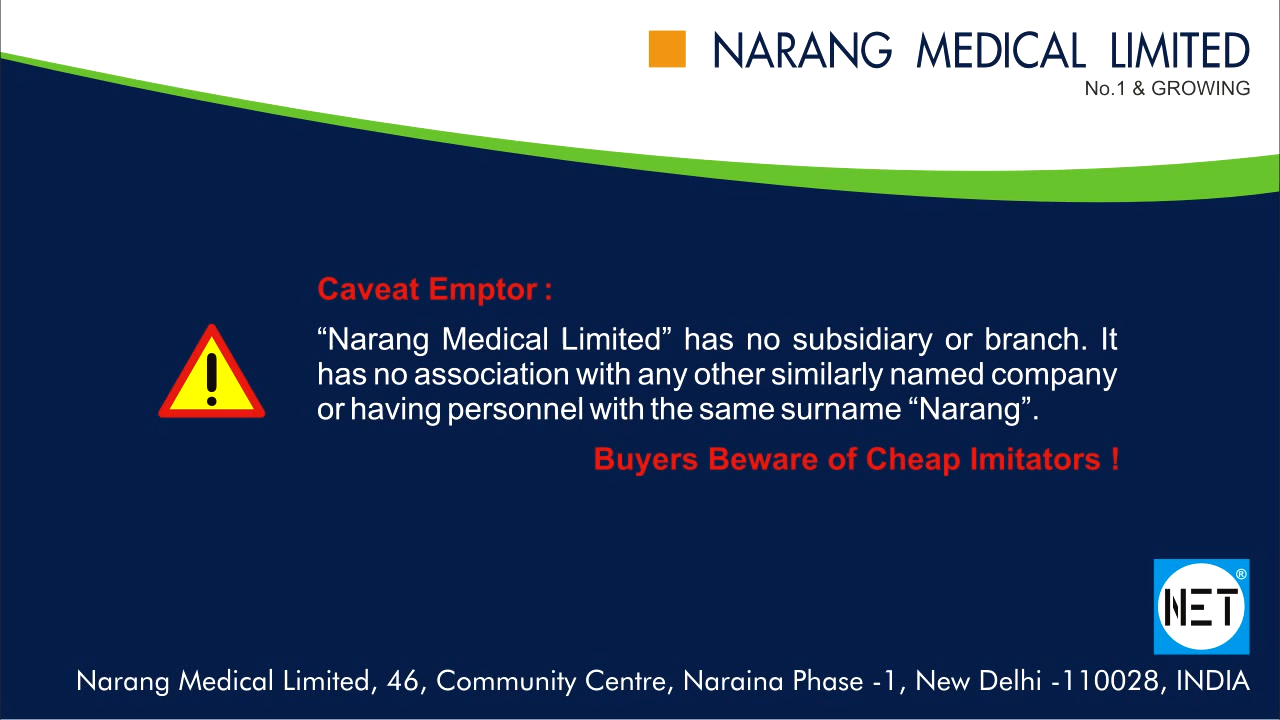 NARANG MEDICAL LIMITED
No.1 & GROWING
Caveat Emptor :
“Narang Medical Limited” has no subsidiary or branch. It
has no association with any other similarly named company
or having personnel with the same surname “Narang”.
Buyers Beware of Cheap Imitators !
NET ®
Narang Medical Limited, 46, Community Centre, Naraina Phase -1, New Delhi -110028, INDIA